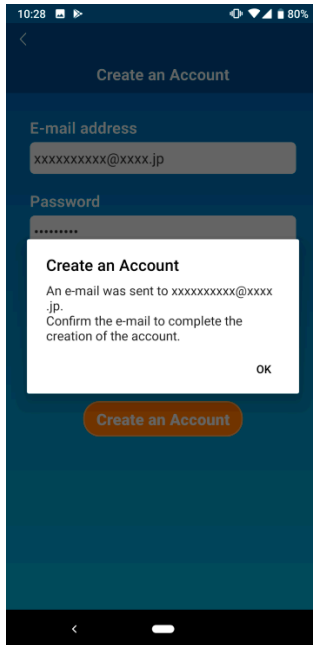 10:28 80%
Create an Account
E-mail address
xxxxxxxxxx@xxxx.jp
Password
•••••••••
Create an Account
An e-mail was sent to xxxxxxxxxx@xxxx
.jp.
Confirm the e-mail to complete the
creation of the account.
OK
Create an Account